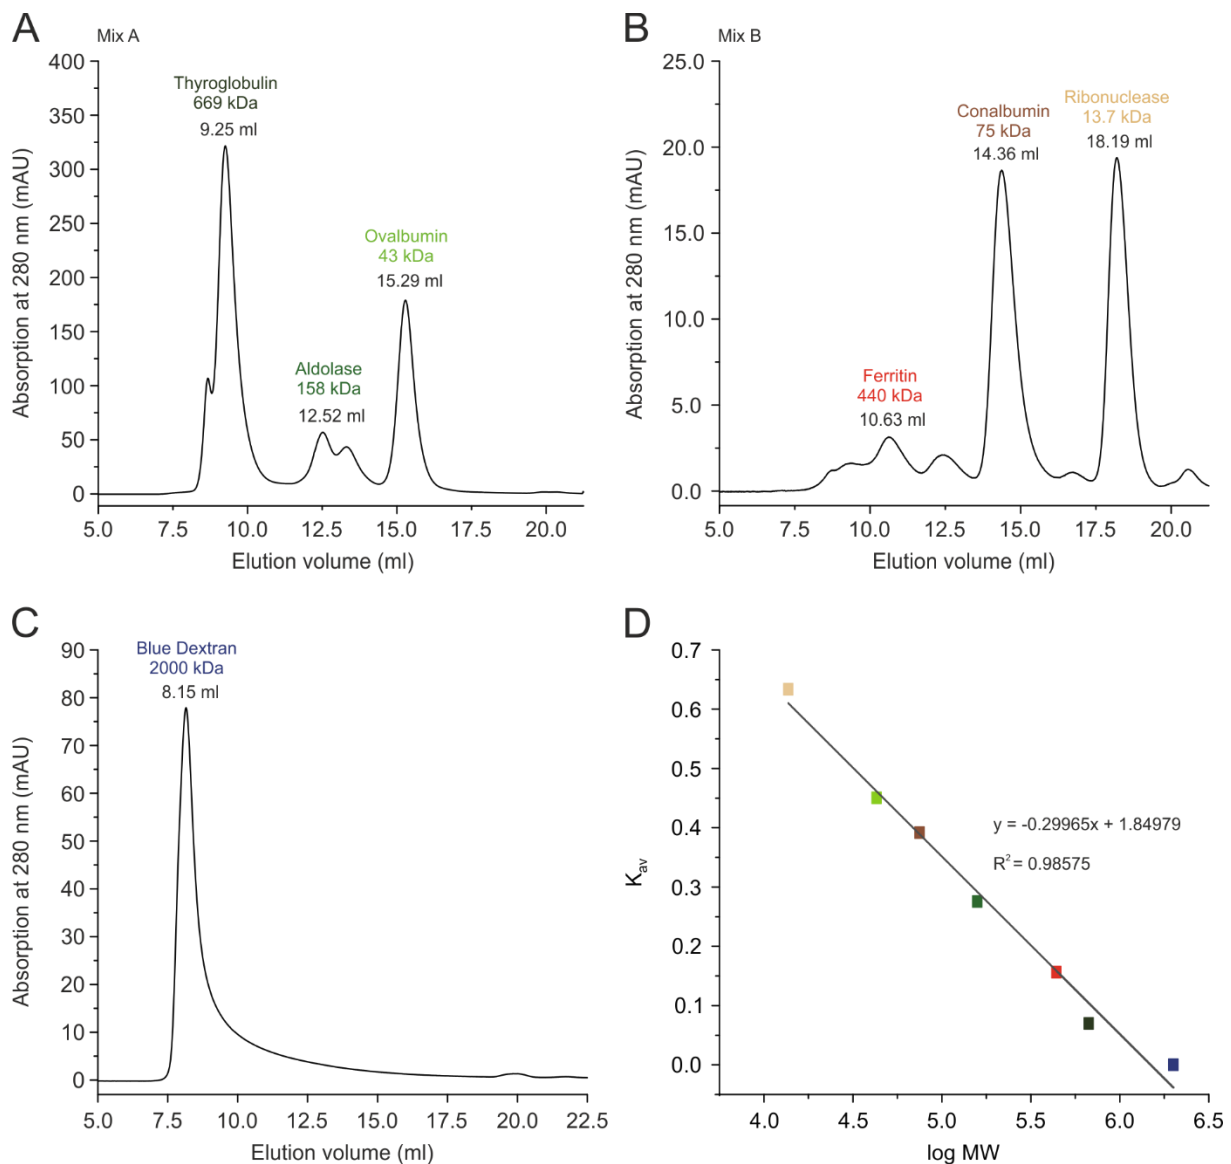 A
Mix A
Absorption at 280 nm (mAU)
400
350
300
250
200
150
100
50
0
Thyroglobulin
669 kDa
9.25 ml
Aldolase
158 kDa
12.52 ml
Ovalbumin
43 kDa
15.29 ml
5.0 7.5 10.0 12.5 15.0 17.5 20.0
Elution volume (ml)
B
Mix B
Absorption at 280 nm (mAU)
25.0
20.0
15.0
10.0
5.0
0.0
Ferritin
440 kDa
10.63 ml
Conalbumin
75 kDa
14.36 ml
Ribonuclease
13.7 kDa
18.19 ml
5.0 7.5 10.0 12.5 15.0 17.5 20.0
Elution volume (ml)
C
Absorption at 280 nm (mAU)
90
80
70
60
50
40
30
20
10
0
Blue Dextran
2000 kDa
8.15 ml
5.0 7.5 10.0 12.5 15.0 17.5 20.0 22.5
Elution volume (ml)
D
Kav
0.7
0.6
0.5
0.4
0.3
0.2
0.1
0.0
y = -0.29965x + 1.84979
R² = 0.98575
4.0 4.5 5.0 5.5 6.0 6.5
log MW